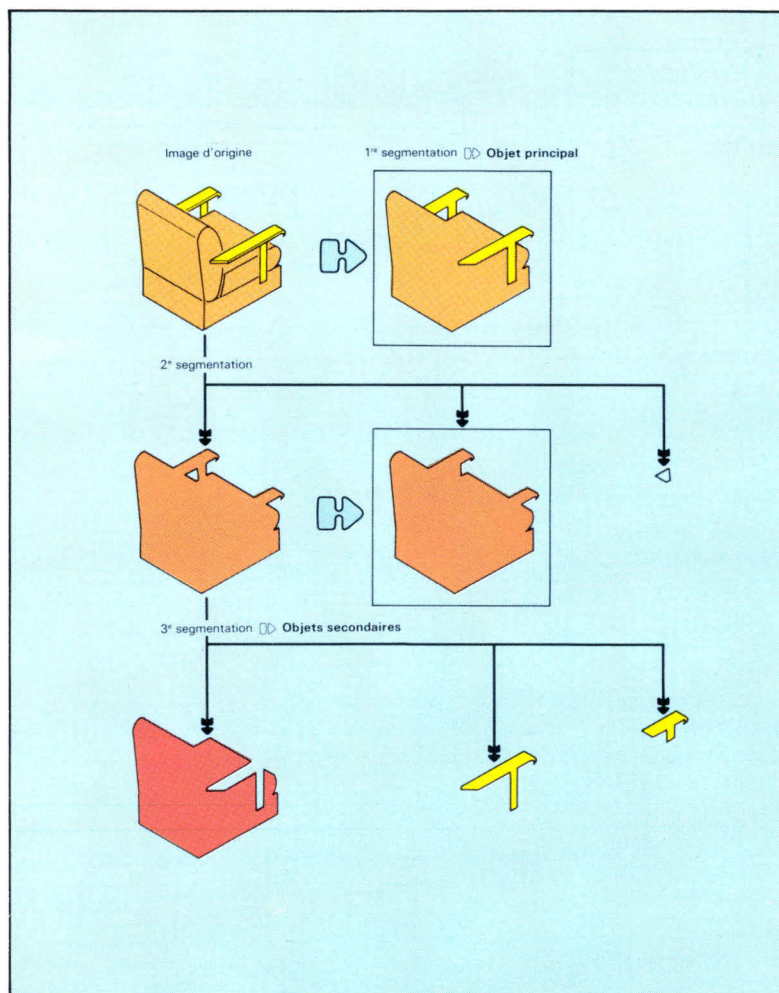 Image d'origine
1re segmentation Objet principal
2e segmentation
3e segmentation Objets secondaires